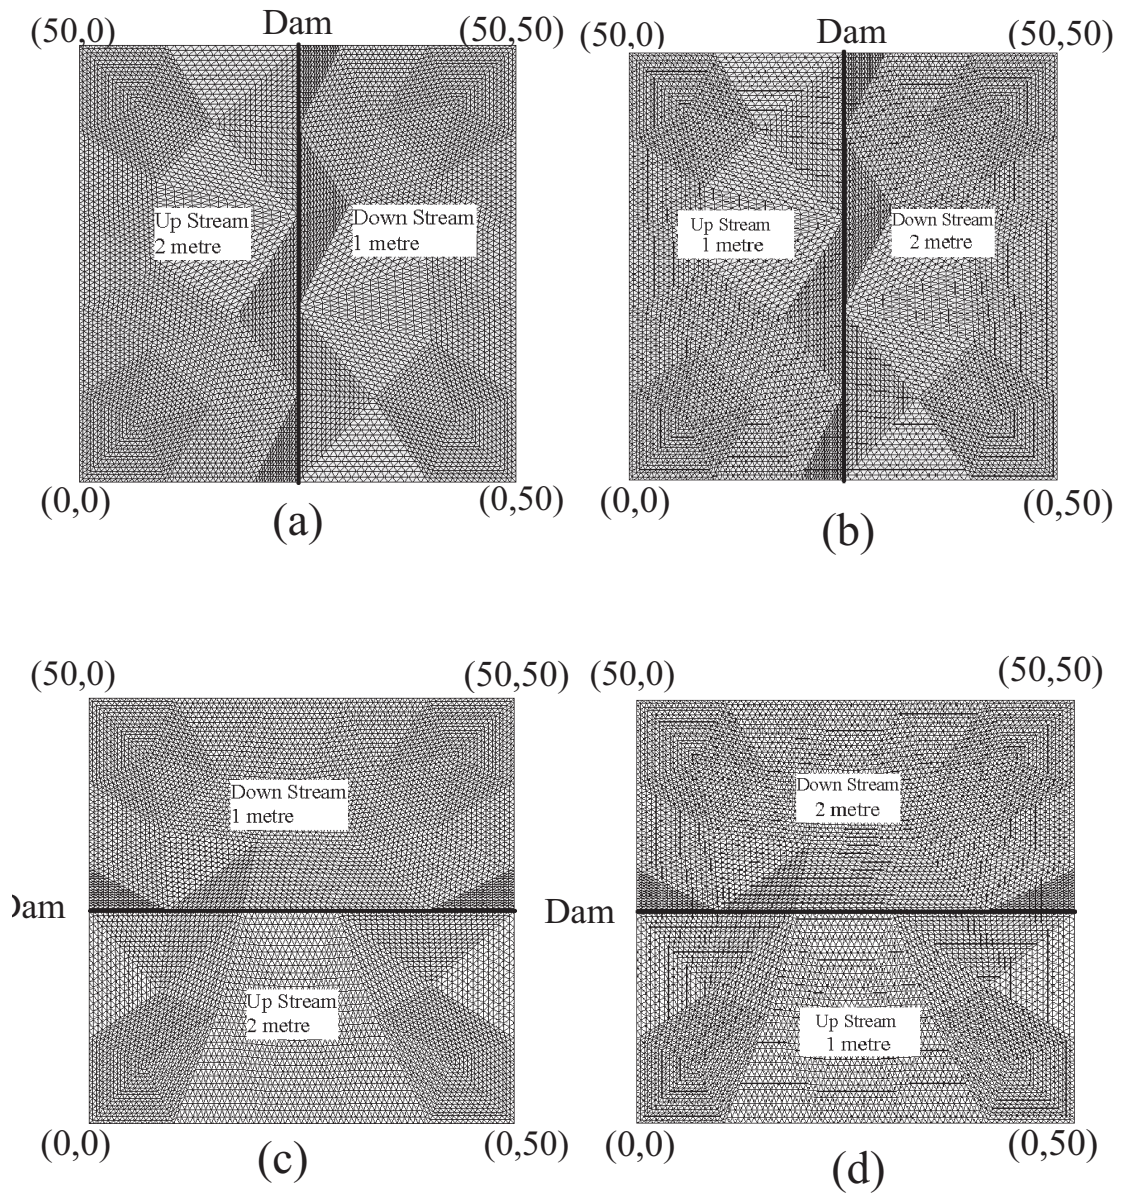 (50,0) Dam (50,50)
Up Stream
2 metre
Down Stream
1 metre
(0,0) (0,50)
(a)
(50,0) Dam (50,50)
Up Stream
1 metre
Down Stream
2 metre
(0,0) (0,50)
(b)
(50,0) (50,50)
Down Stream
1 metre
Dam
Up Stream
2 metre
(0,0) (0,50)
(c)
(50,0) (50,50)
Down Stream
2 metre
Dam
Up Stream
1 metre
(0,0) (0,50)
(d)